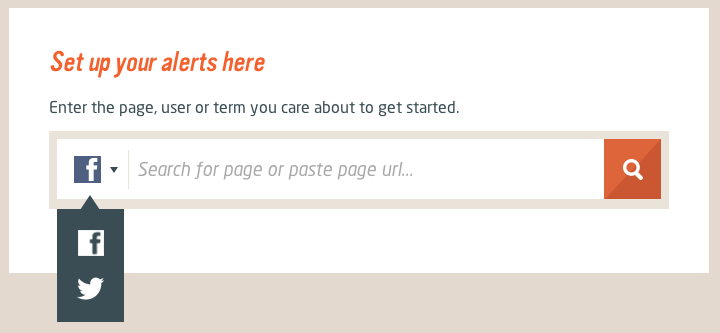 Set up your alerts here
Enter the page, user or term you care about to get started.
Search for page or paste page url...